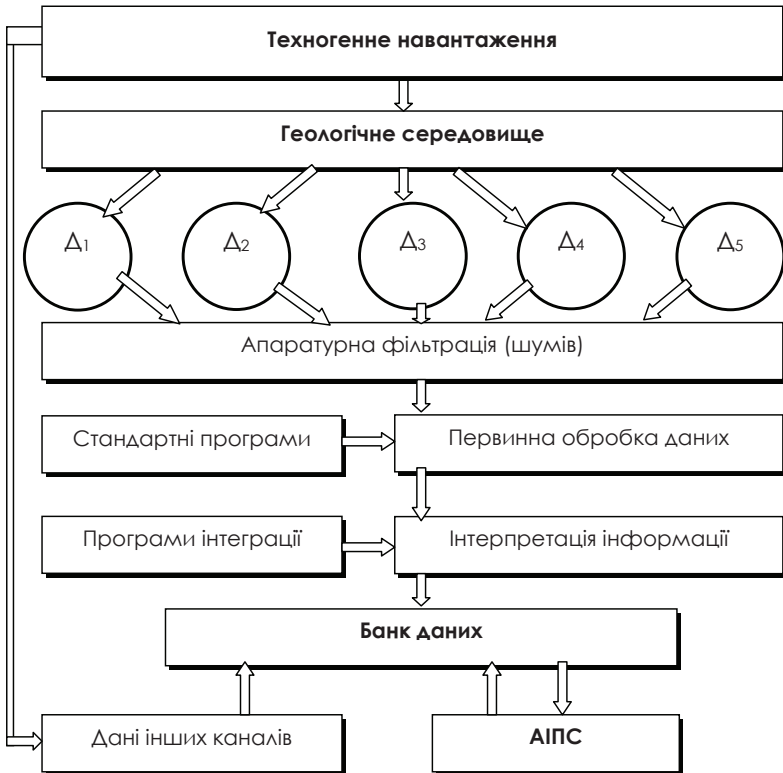 Техногенне навантаження
Геологічне середовище
Д1
Д2
Д3
Д4
Д5
Апаратурна фільтрація (шумів)
Стандартні програми
Первинна обробка даних
Програми інтеграції
Інтерпретація інформації
Банк даних
Дані інших каналів
АІПС